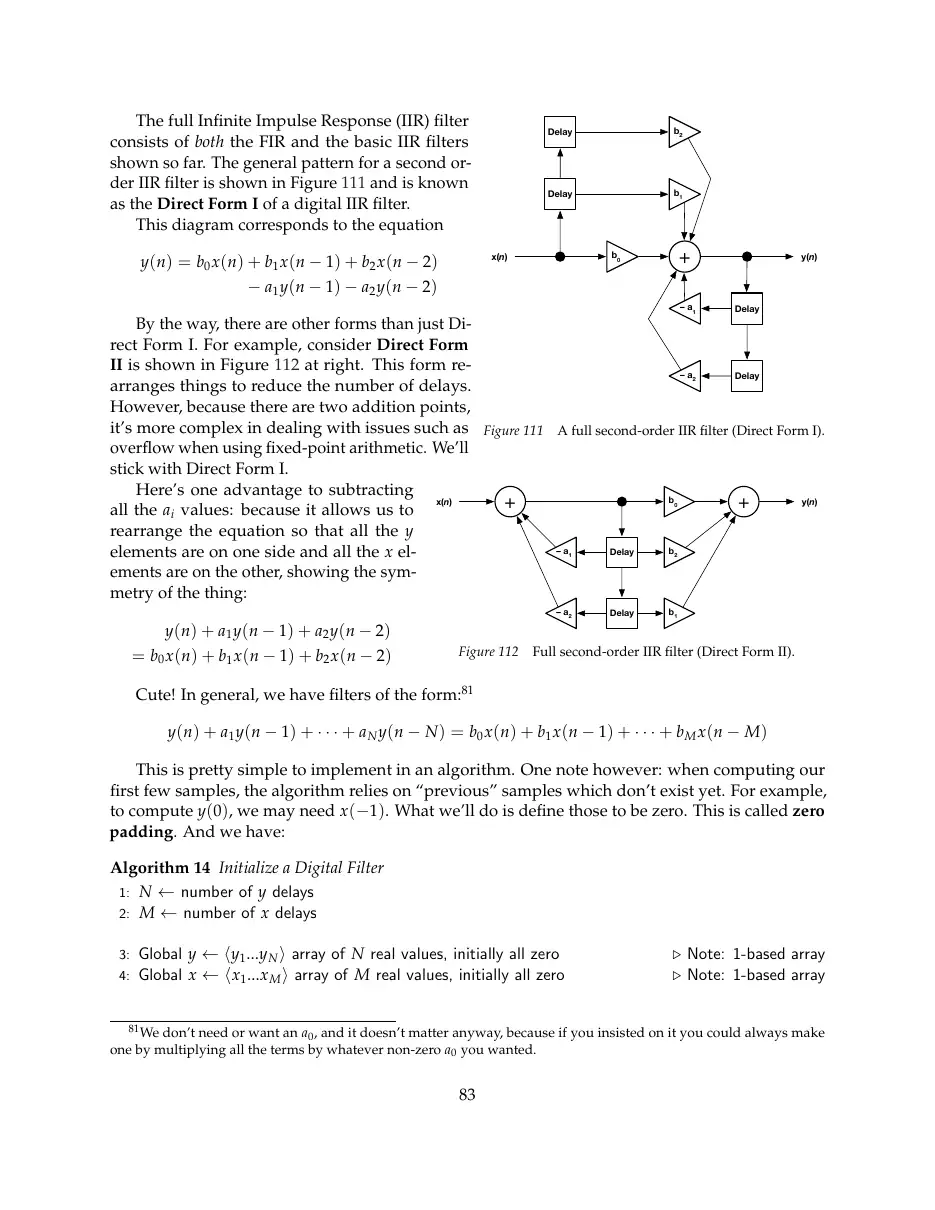 The full Infinite Impulse Response (IIR) filter
consists of both the FIR and the basic IIR filters
shown so far. The general pattern for a second or-
der IIR filter is shown in Figure 111 and is known
as the Direct Form I of a digital IIR filter.
This diagram corresponds to the equation
y(n) = b₀x(n) + b₁x(n − 1) + b₂x(n − 2)
− a₁y(n − 1) − a₂y(n − 2)
By the way, there are other forms than just Di-
rect Form I. For example, consider Direct Form
II is shown in Figure 112 at right. This form re-
arranges things to reduce the number of delays.
However, because there are two addition points,
it's more complex in dealing with issues such as
overflow when using fixed-point arithmetic. We'll
stick with Direct Form I.
Delay
b₂
Delay
b₁
x(n)
b₀
+
y(n)
− a₁
Delay
− a₂
Delay
Figure 111 A full second-order IIR filter (Direct Form I).
Here's one advantage to subtracting
all the aᵢ values: because it allows us to
rearrange the equation so that all the y
elements are on one side and all the x el-
ements are on the other, showing the sym-
metry of the thing:
y(n) + a₁y(n − 1) + a₂y(n − 2)
= b₀x(n) + b₁x(n − 1) + b₂x(n − 2)
x(n)
+
b₀
+
y(n)
− a₁
Delay
b₂
− a₂
Delay
b₁
Figure 112 Full second-order IIR filter (Direct Form II).
Cute! In general, we have filters of the form:⁸¹
y(n) + a₁y(n − 1) + · · · + a_N y(n − N) = b₀x(n) + b₁x(n − 1) + · · · + b_M x(n − M)
This is pretty simple to implement in an algorithm. One note however: when computing our
first few samples, the algorithm relies on "previous" samples which don't exist yet. For example,
to compute y(0), we may need x(−1). What we'll do is define those to be zero. This is called zero
padding. And we have:
Algorithm 14 Initialize a Digital Filter
1: N ← number of y delays
2: M ← number of x delays
3: Global y ← ⟨y₁...y_N⟩ array of N real values, initially all zero ▷ Note: 1-based array
4: Global x ← ⟨x₁...x_M⟩ array of M real values, initially all zero ▷ Note: 1-based array
⁸¹We don't need or want an a₀, and it doesn't matter anyway, because if you insisted on it you could always make
one by multiplying all the terms by whatever non-zero a₀ you wanted.
83